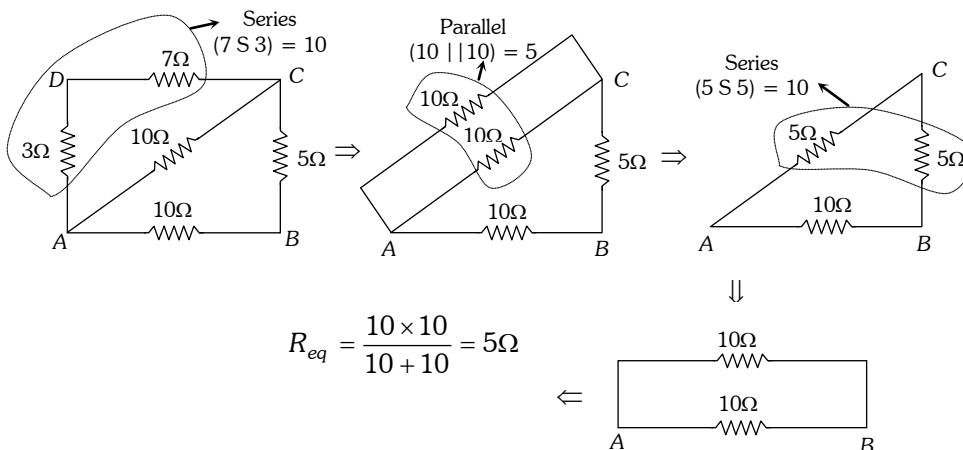 Series
(7 S 3) = 10
D
7Ω
C
3Ω
10Ω
5Ω
10Ω
A
B
⇒
Parallel
(10 ||10) = 5
10Ω
10Ω
C
5Ω
10Ω
A
B
⇒
Series
(5 S 5) = 10
C
5Ω
5Ω
10Ω
A
B
⇓
10Ω
10Ω
A
B
⇐
R_eq = (10 × 10)/(10 + 10) = 5Ω